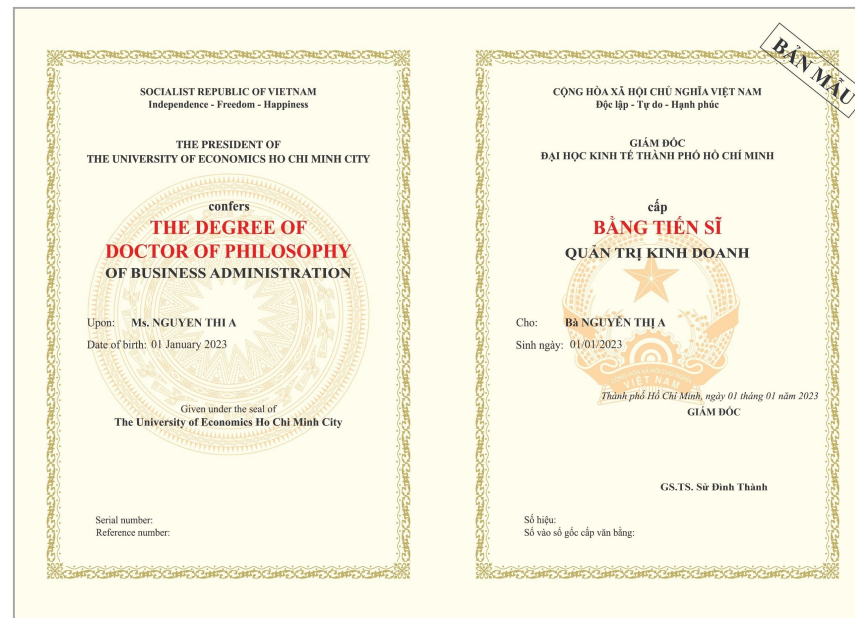 SOCIALIST REPUBLIC OF VIETNAM
Independence - Freedom - Happiness
THE PRESIDENT OF
THE UNIVERSITY OF ECONOMICS HO CHI MINH CITY
confers
THE DEGREE OF
DOCTOR OF PHILOSOPHY
OF BUSINESS ADMINISTRATION
Upon: Ms. NGUYEN THI A
Date of birth: 01 January 2023
Given under the seal of
The University of Economics Ho Chi Minh City
Serial number:
Reference number:
BẢN MẪU
CỘNG HÒA XÃ HỘI CHỦ NGHĨA VIỆT NAM
Độc lập - Tự do - Hạnh phúc
GIÁM ĐỐC
ĐẠI HỌC KINH TẾ THÀNH PHỐ HỒ CHÍ MINH
cấp
BẰNG TIẾN SĨ
QUẢN TRỊ KINH DOANH
Cho: Bà NGUYỄN THỊ A
Sinh ngày: 01/01/2023
VIỆT NAM
Thành phố Hồ Chí Minh, ngày 01 tháng 01 năm 2023
GIÁM ĐỐC
GS.TS. Sử Đình Thành
Số hiệu:
Số vào sổ gốc cấp văn bằng: